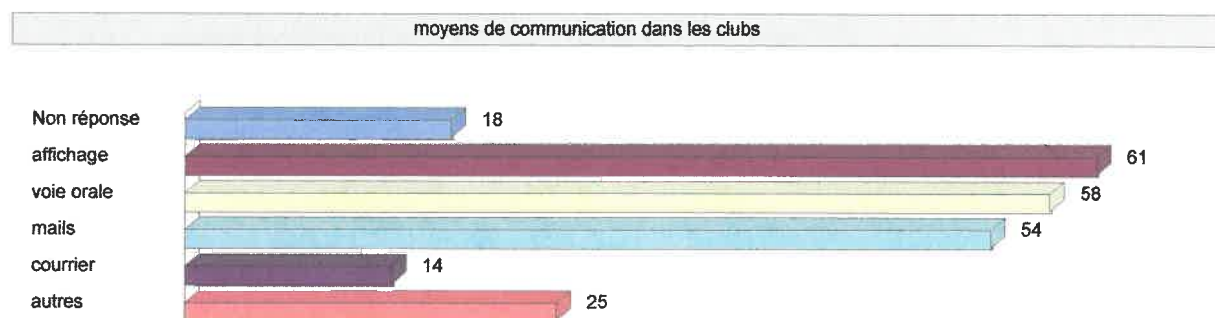 moyens de communication dans les clubs
Non réponse 18
affichage 61
voie orale 58
mails 54
courrier 14
autres 25